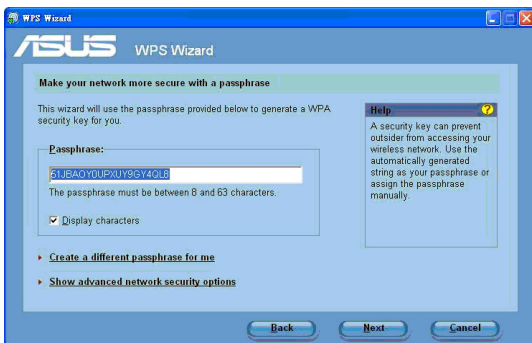 WPS Wizard
ASUS WPS Wizard
Make your network more secure with a passphrase
This wizard will use the passphrase provided below to generate a WPA
security key for you.
Passphrase:
61JBAOY0UPXUY9GY4QL8
The passphrase must be between 8 and 63 characters.
Display characters
Create a different passphrase for me
Show advanced network security options
Help
A security key can prevent
outsider from accessing your
wireless network. Use the
automatically generated
string as your passphrase or
assign the passphrase
manually.
Back Next Cancel